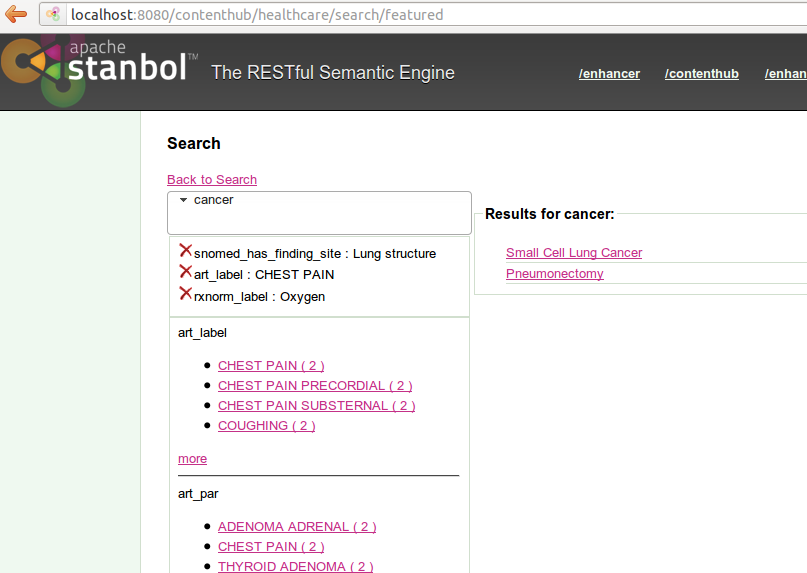 localhost:8080/contenthub/healthcare/search/featured
apache
stanbol™
The RESTful Semantic Engine
/enhancer /contenthub /enhan
Search
Back to Search
cancer
snomed_has_finding_site : Lung structure
art_label : CHEST PAIN
rxnorm_label : Oxygen
art_label
CHEST PAIN ( 2 )
CHEST PAIN PRECORDIAL ( 2 )
CHEST PAIN SUBSTERNAL ( 2 )
COUGHING ( 2 )
more
art_par
ADENOMA ADRENAL ( 2 )
CHEST PAIN ( 2 )
THYROID ADENOMA ( 2 )
Results for cancer:
Small Cell Lung Cancer
Pneumonectomy